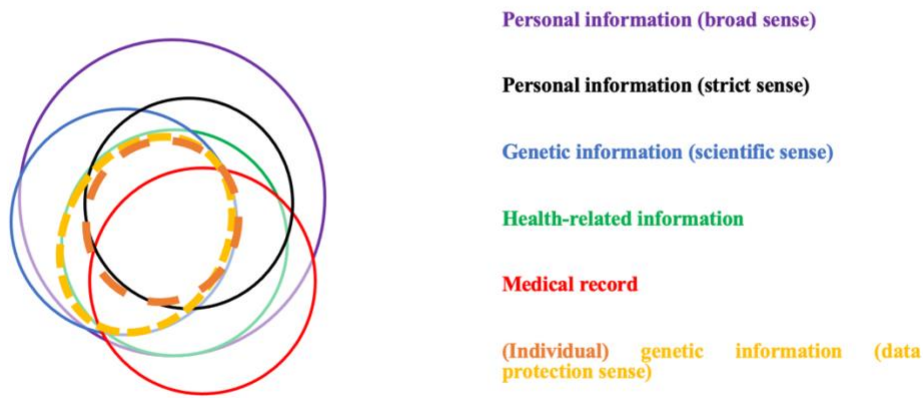 Personal information (broad sense)
Personal information (strict sense)
Genetic information (scientific sense)
Health-related information
Medical record
(Individual) genetic information (data
protection sense)